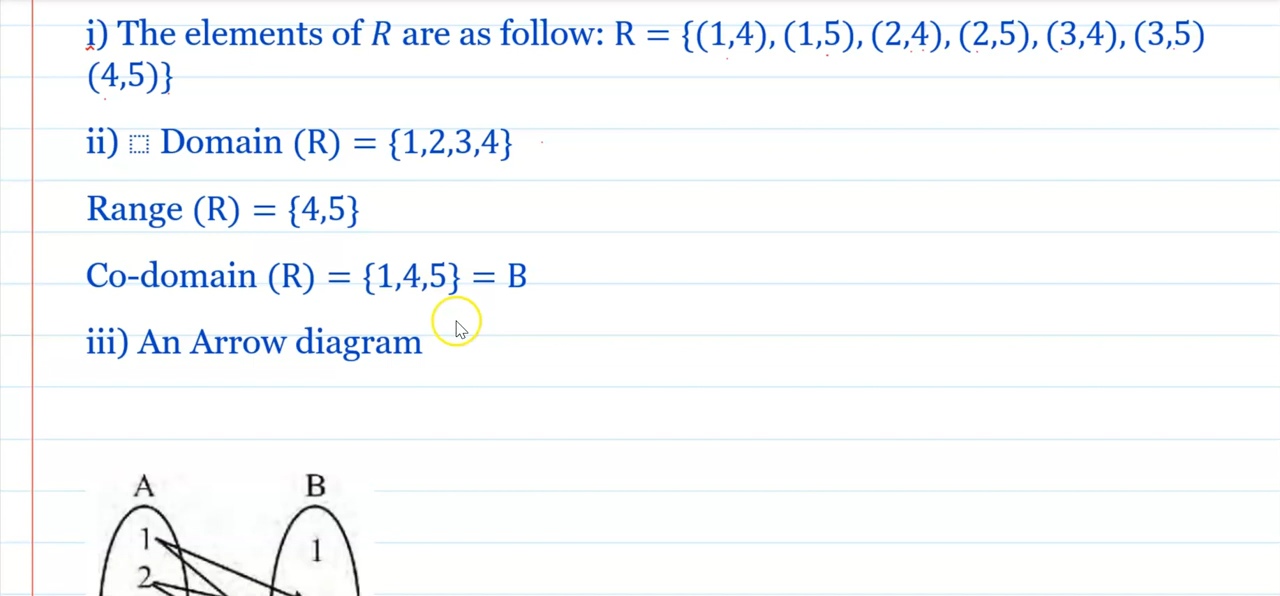 i) The elements of R are as follow: R = {(1,4), (1,5), (2,4), (2,5), (3,4), (3,5)
(4,5)}
ii) Domain (R) = {1,2,3,4}
Range (R) = {4,5}
Co-domain (R) = {1,4,5} = B
iii) An Arrow diagram
A B
1 1
2